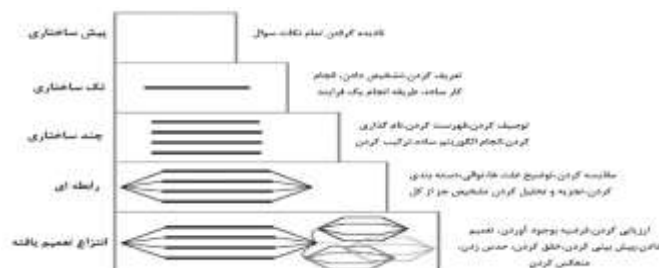 پیش ساختاری
نادیده گرفتن تمام نکات سوال
تک ساختاری
تعریف کردن، تشخیص دادن، انجام
کار ساده، طریقه انجام یک فرایند
چند ساختاری
توصیف کردن، فهرست کردن، نام گذاری
کردن، انجام الگوریتم ساده، ترکیب کردن
رابطه ای
مقایسه کردن، توضیح علت ها، توالی، دسته بندی
کردن، تجزیه و تحلیل کردن تشخیص جز از کل
انتزاع تعمیم یافته
ارزیابی کردن، فرضیه بوجود آوردن، تعمیم
دادن، پیش بینی کردن، خلق کردن، حدس زدن،
منعکس کردن